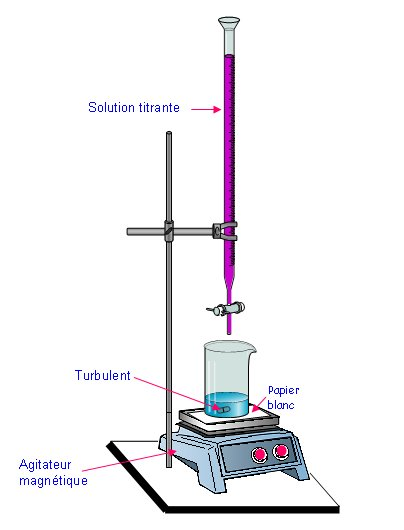 Solution titrante
Turbulent
Papier
blanc
Agitateur
magnétique